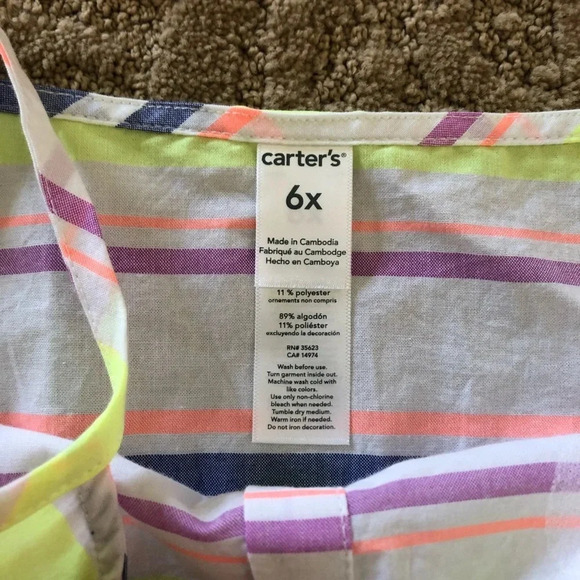 carter's®
6x
Made in Cambodia
Fabriqué au Cambodge
Hecho en Camboya
11 % polyester
ornements non compris
89% algodón
11% poliéster
excluyendo la decoración
RN# 35623
CA# 14974
Wash before use.
Turn garment inside out.
Machine wash cold with
like colors.
Use only non-chlorine
bleach when needed.
Tumble dry medium.
Warm iron if needed.
Do not iron decoration.